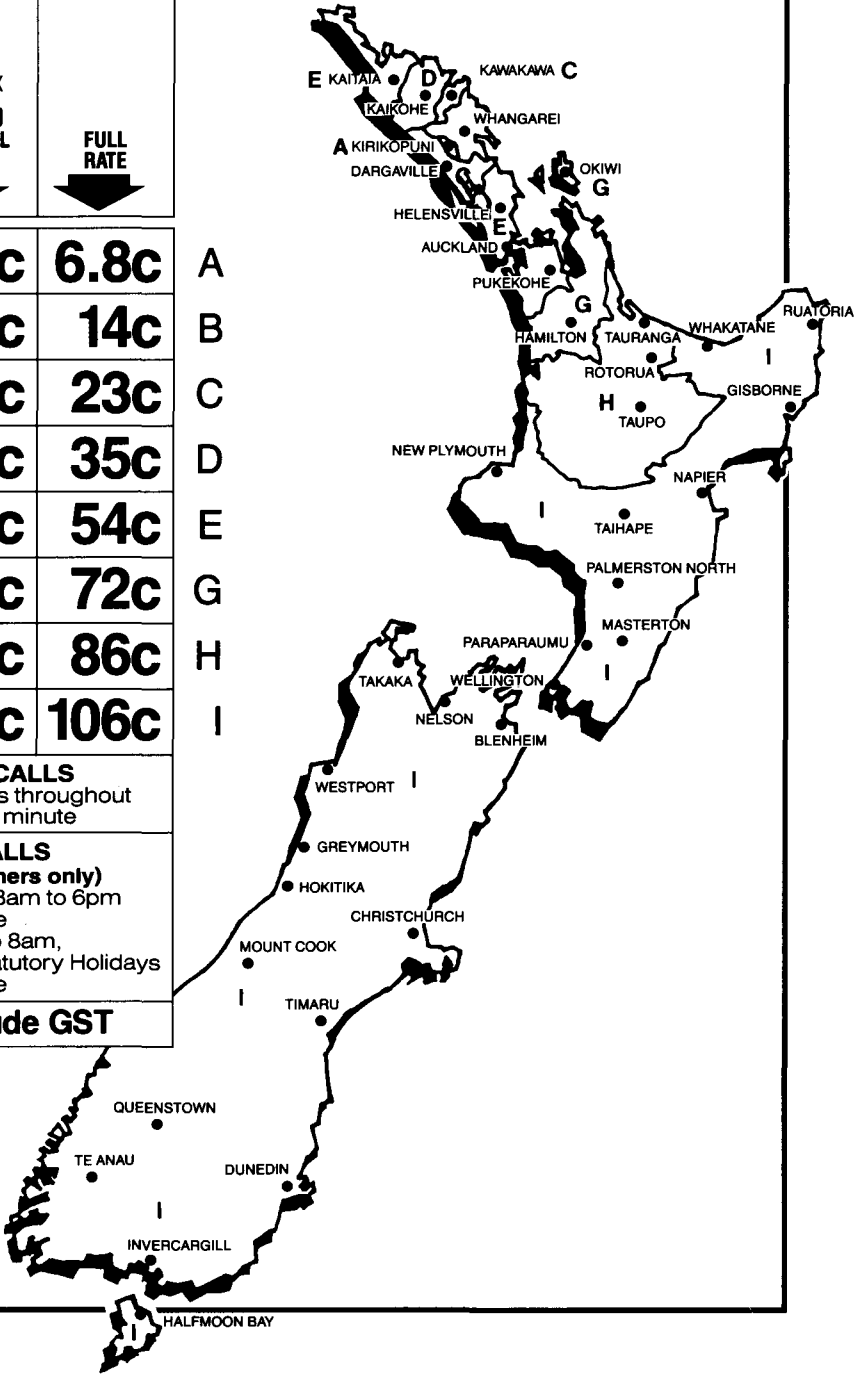 FULL
RATE
c 6.8c A
c 14c B
c 23c C
c 35c D
c 54c E
c 72c G
c 86c H
c 106c I
CALLS
s throughout
minute
ALLS
ners only)
8am to 6pm
e
8am,
atutory Holidays
e
de GST
E KAITAIA
D
KAWAKAWA C
KAIKOHE
WHANGAREI
A KIRIKOPUNI
DARGAVILLE
OKIWI
G
HELENSVILLE
E
AUCKLAND
PUKEKOHE
G
HAMILTON
TAURANGA
WHAKATANE
RUATORIA
I
ROTORUA
GISBORNE
H
TAUPO
NEW PLYMOUTH
NAPIER
I
TAIHAPE
PALMERSTON NORTH
MASTERTON
PARAPARAUMU
I
TAKAKA
WELLINGTON
NELSON
BLENHEIM
WESTPORT
I
GREYMOUTH
HOKITIKA
CHRISTCHURCH
MOUNT COOK
I
TIMARU
QUEENSTOWN
TE ANAU
DUNEDIN
I
INVERCARGILL
HALFMOON BAY
I